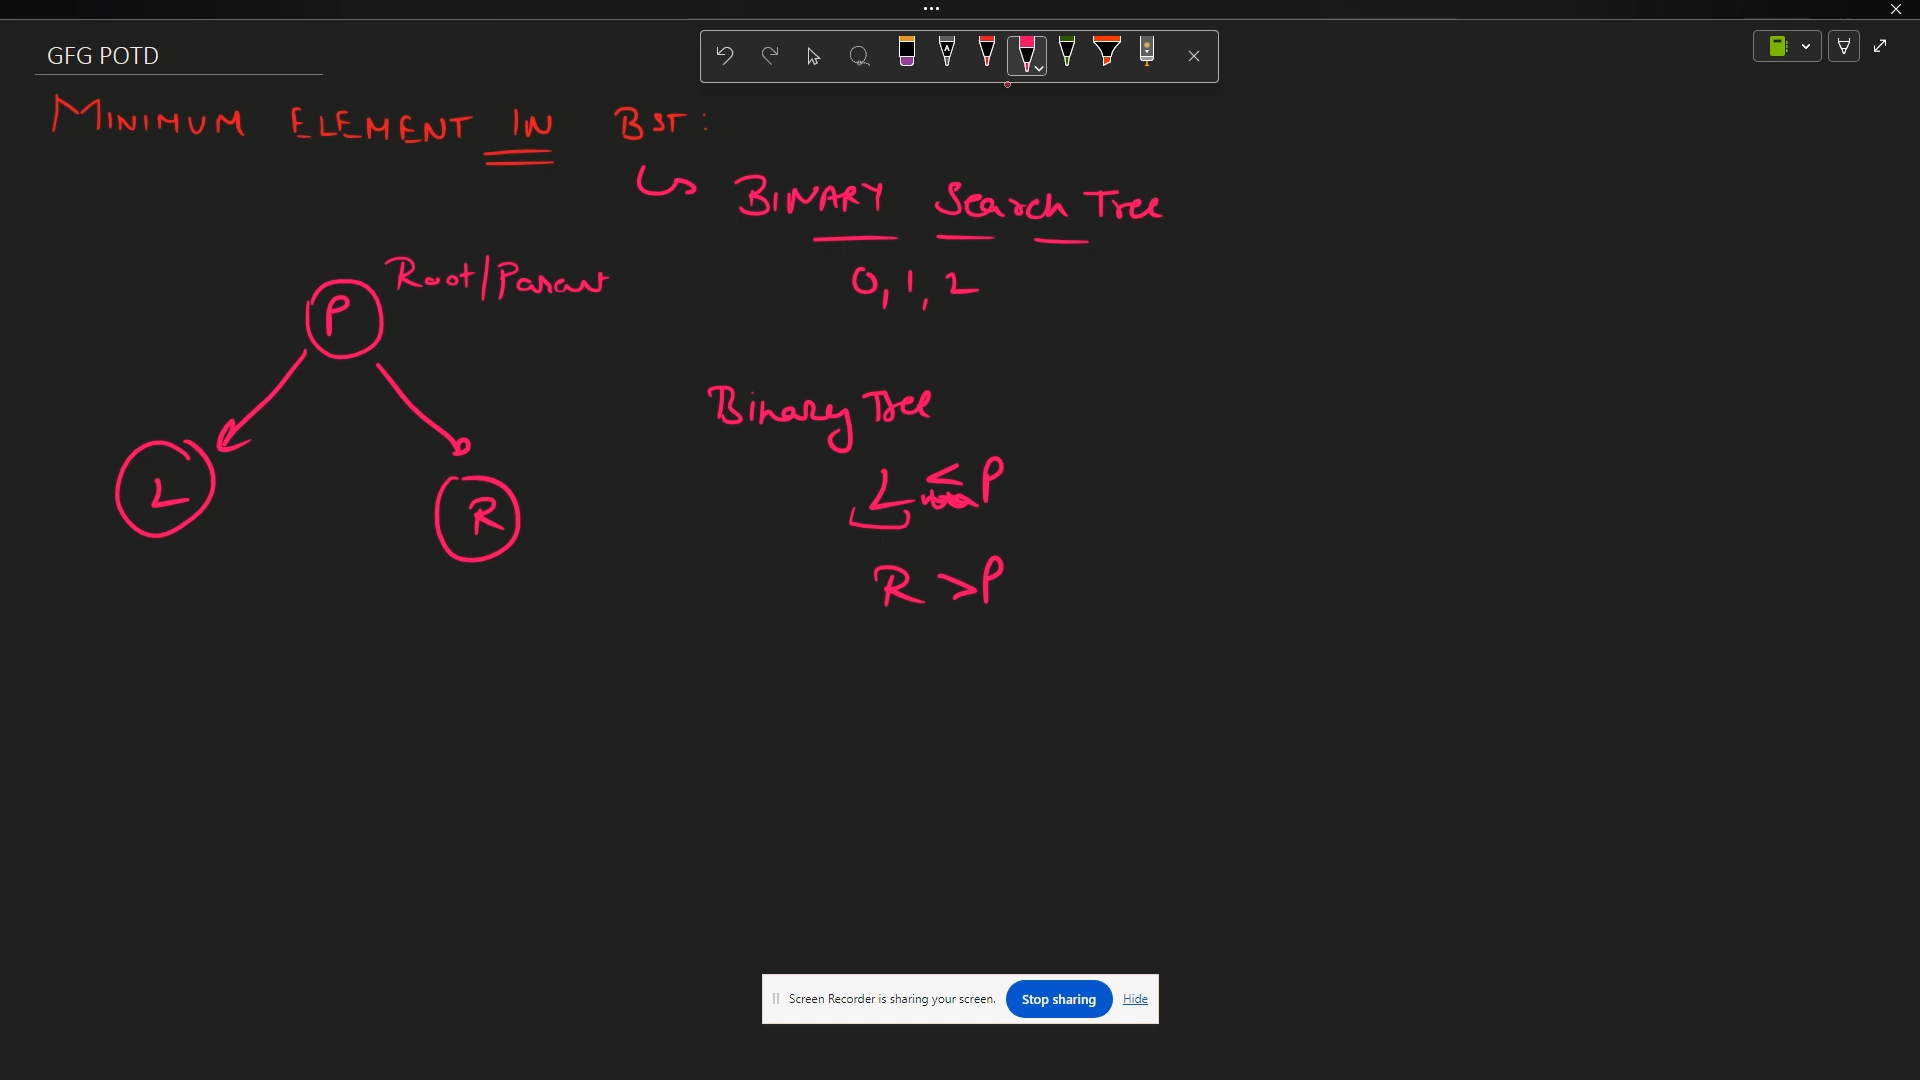 GFG POTD
MINIMUM ELEMENT IN BST:
BINARY Search Tree
0, 1, 2
Root/Parent
P
L
R
Binary Tree
L ≤ P
R > P
Screen Recorder is sharing your screen. Stop sharing Hide